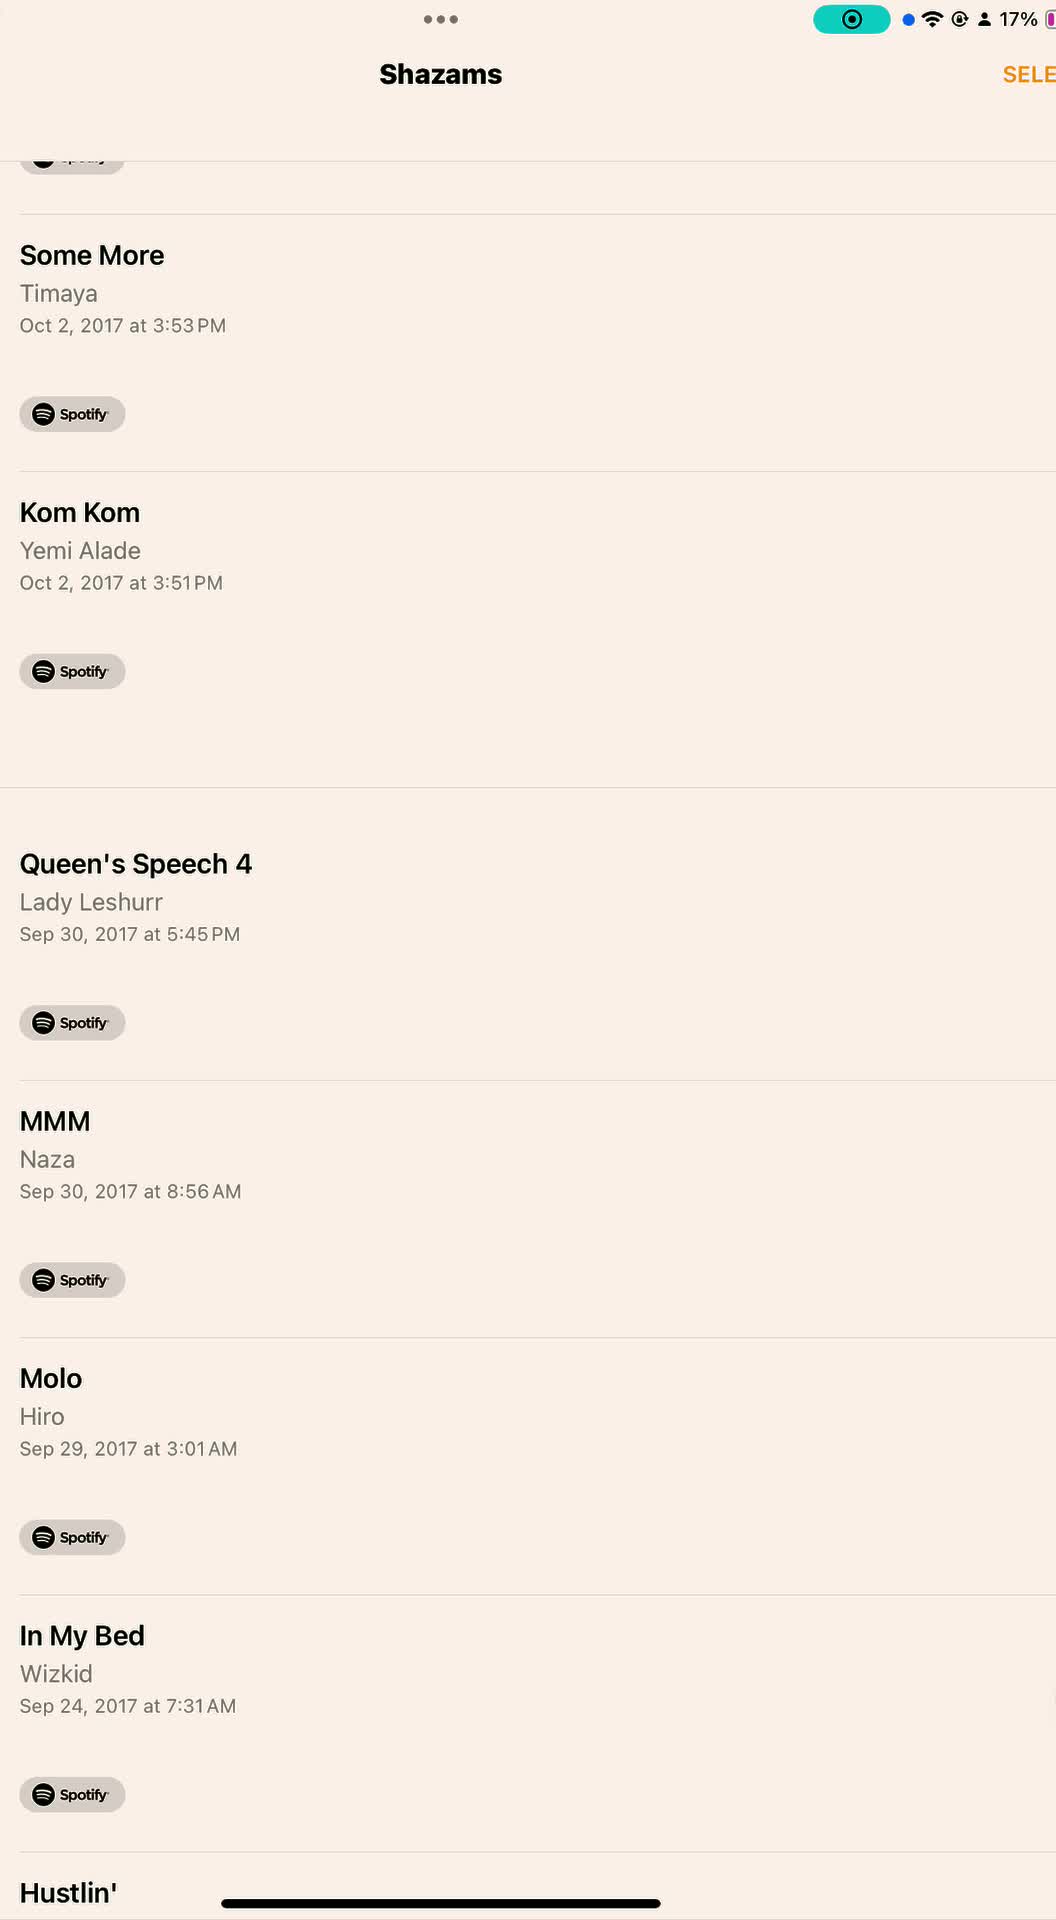 17%
Shazams
SELE
Some More
Timaya
Oct 2, 2017 at 3:53 PM
Spotify
Kom Kom
Yemi Alade
Oct 2, 2017 at 3:51 PM
Spotify
Queen's Speech 4
Lady Leshurr
Sep 30, 2017 at 5:45 PM
Spotify
MMM
Naza
Sep 30, 2017 at 8:56 AM
Spotify
Molo
Hiro
Sep 29, 2017 at 3:01 AM
Spotify
In My Bed
Wizkid
Sep 24, 2017 at 7:31 AM
Spotify
Hustlin'